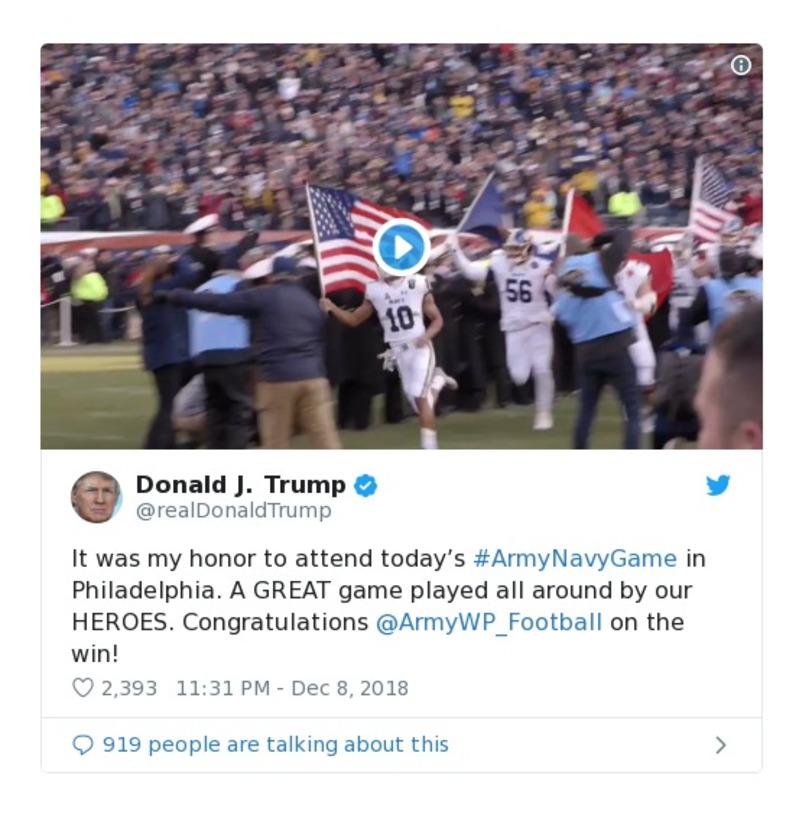 NAVY
10
56
Donald J. Trump
@realDonaldTrump
It was my honor to attend today’s #ArmyNavyGame in
Philadelphia. A GREAT game played all around by our
HEROES. Congratulations @ArmyWP_Football on the
win!
2,393 11:31 PM - Dec 8, 2018
919 people are talking about this